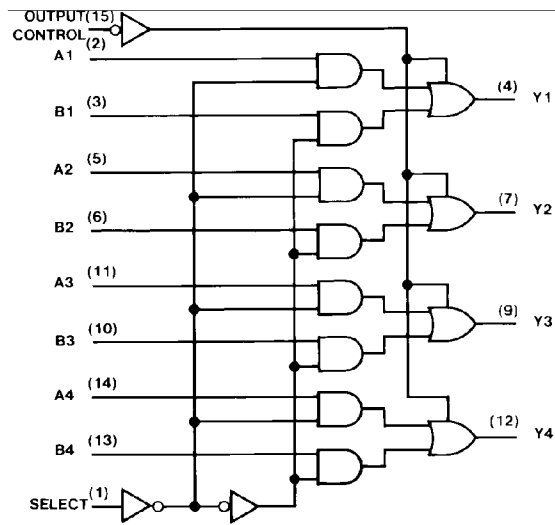 OUTPUT (15)
CONTROL
A1 (2)
(4) Y1
B1 (3)
A2 (5)
(7) Y2
B2 (6)
A3 (11)
(9) Y3
B3 (10)
A4 (14)
(12) Y4
B4 (13)
SELECT (1)